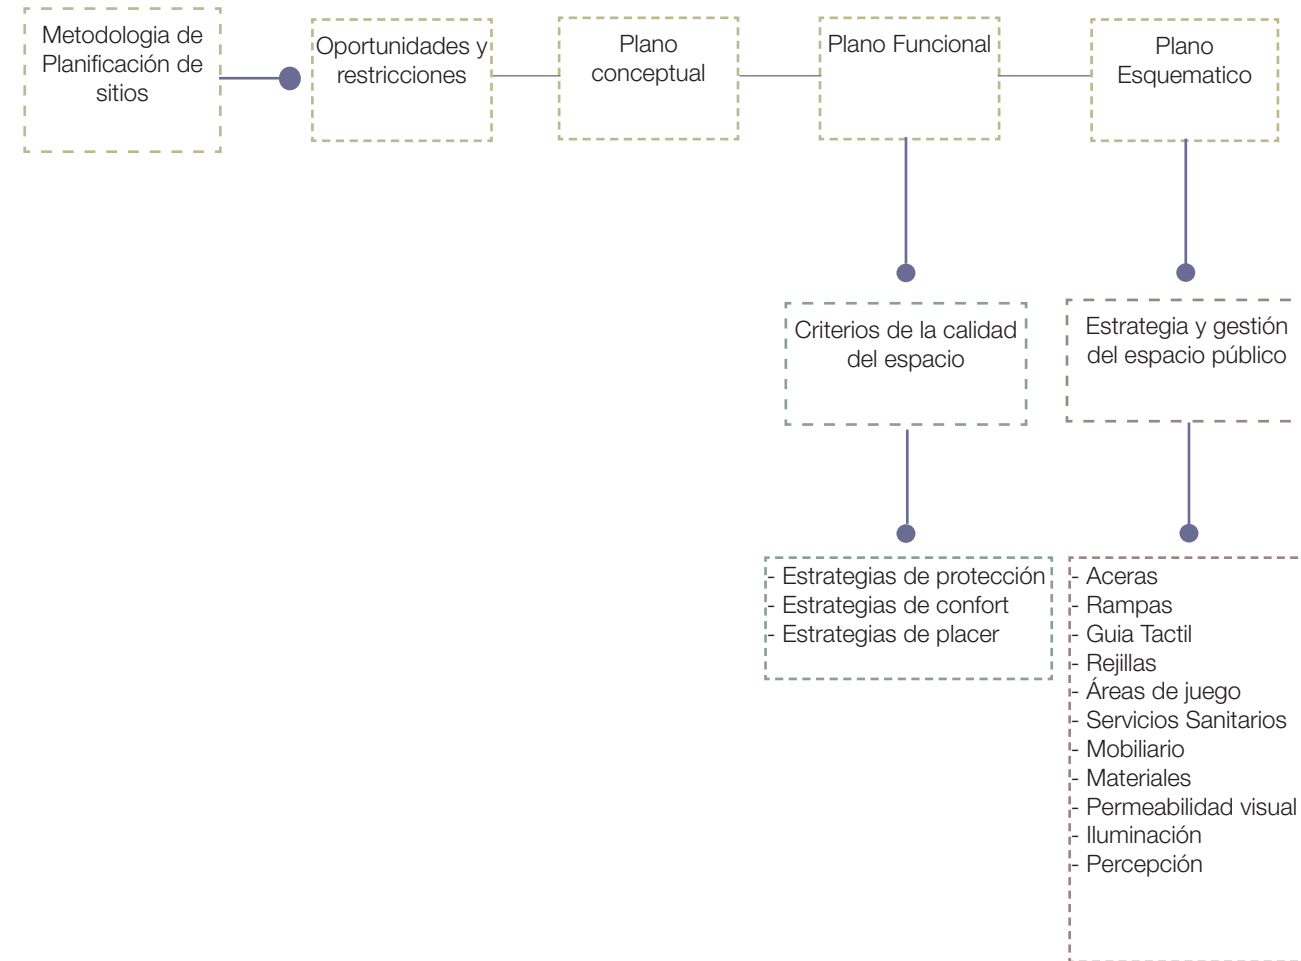 Metodologia de
Planificación de
sitios
Oportunidades y
restricciones
Plano
conceptual
Plano Funcional
Plano
Esquematico
Criterios de la calidad
del espacio
Estrategia y gestión
del espacio público
- Estrategias de protección
- Estrategias de confort
- Estrategias de placer
- Aceras
- Rampas
- Guia Tactil
- Rejillas
- Áreas de juego
- Servicios Sanitarios
- Mobiliario
- Materiales
- Permeabilidad visual
- Iluminación
- Percepción